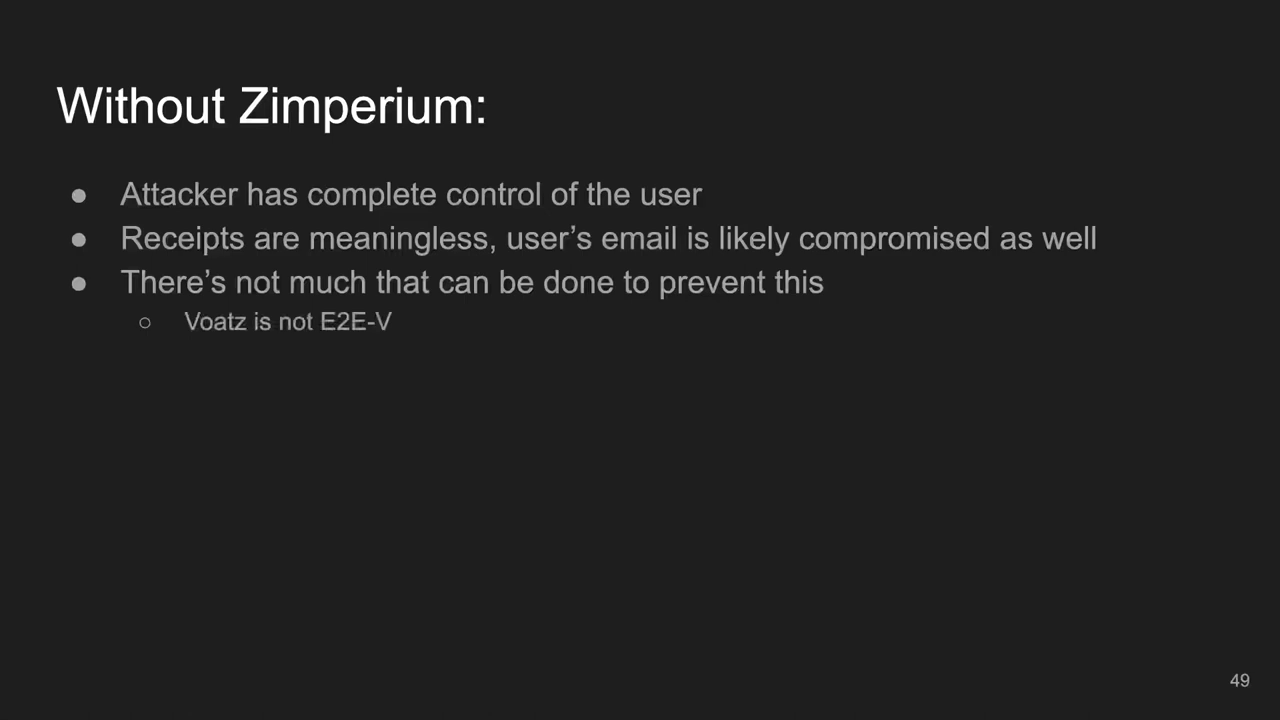 Without Zimperium:
● Attacker has complete control of the user
● Receipts are meaningless, user’s email is likely compromised as well
● There’s not much that can be done to prevent this
○ Voatz is not E2E-V
49